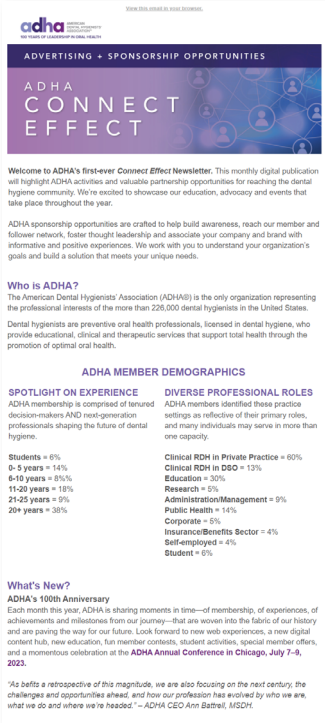 View this email in your browser.
adha AMERICAN
DENTAL HYGIENISTS'
ASSOCIATION®
100 YEARS OF LEADERSHIP IN ORAL HEALTH
ADVERTISING + SPONSORSHIP OPPORTUNITIES
ADHA
CONNECT
EFFECT
Welcome to ADHA's first-ever Connect Effect Newsletter. This monthly digital publication
will highlight ADHA activities and valuable partnership opportunities for reaching the dental
hygiene community. We're excited to showcase our education, advocacy and events that
take place throughout the year.
ADHA sponsorship opportunities are crafted to help build awareness, reach our member and
follower network, foster thought leadership and associate your company and brand with
informative and positive experiences. We work with you to understand your organization's
goals and build a solution that meets your unique needs.
Who is ADHA?
The American Dental Hygienists' Association (ADHA®) is the only organization representing
the professional interests of the more than 226,000 dental hygienists in the United States.
Dental hygienists are preventive oral health professionals, licensed in dental hygiene, who
provide educational, clinical and therapeutic services that support total health through the
promotion of optimal oral health.
ADHA MEMBER DEMOGRAPHICS
SPOTLIGHT ON EXPERIENCE
ADHA membership is comprised of tenured
decision-makers AND next-generation
professionals shaping the future of dental
hygiene.
Students = 6%
0- 5 years = 14%
6-10 years = 8%%
11-20 years = 18%
21-25 years = 9%
20+ years = 38%
DIVERSE PROFESSIONAL ROLES
ADHA members identified these practice
settings as reflective of their primary roles,
and many individuals may serve in more than
one capacity.
Clinical RDH in Private Practice = 60%
Clinical RDH in DSO = 13%
Education = 30%
Research = 5%
Administration/Management = 9%
Public Health = 14%
Corporate = 5%
Insurance/Benefits Sector = 4%
Self-employed = 4%
Student = 6%
What's New?
ADHA's 100th Anniversary
Each month this year, ADHA is sharing moments in time—of membership, of experiences, of
achievements and milestones from our journey—that are woven into the fabric of our history
and are paving the way for our future. Look forward to new web experiences, a new digital
content hub, new education, fun member contests, student activities, special member offers,
and a momentous celebration at the ADHA Annual Conference in Chicago, July 7–9,
2023.
"As befits a retrospective of this magnitude, we are also focusing on the next century, the
challenges and opportunities ahead, and how our profession has evolved by who we are,
what we do and where we're headed." – ADHA CEO Ann Battrell, MSDH.